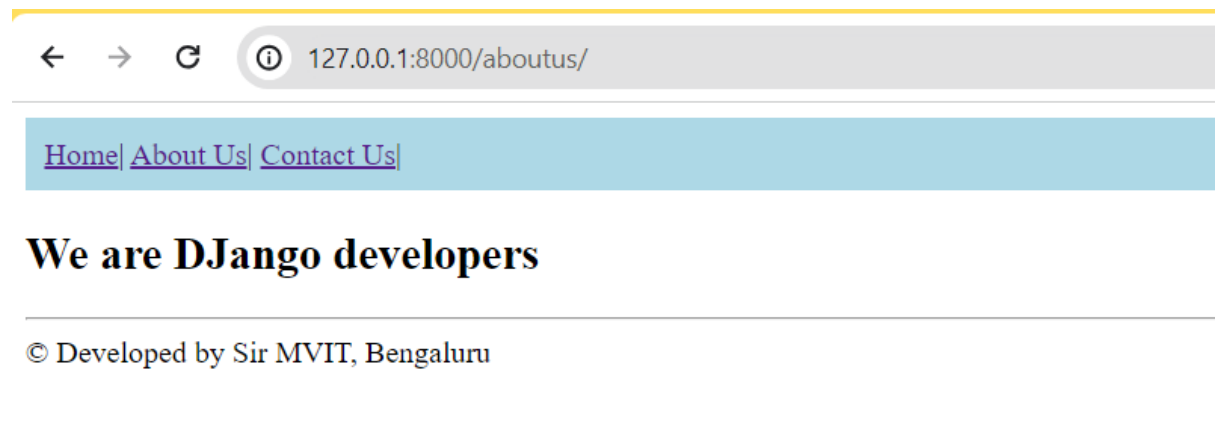 127.0.0.1:8000/aboutus/
Home| About Us| Contact Us|
We are DJango developers
© Developed by Sir MVIT, Bengaluru